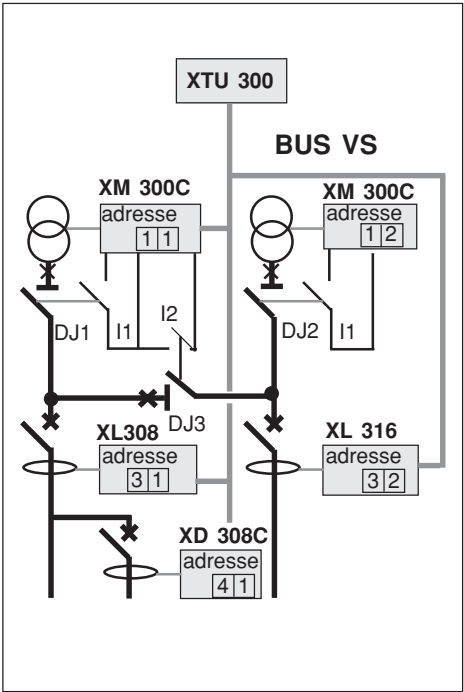 XTU 300
BUS VS
XM 300C
adresse
1 1
XM 300C
adresse
1 2
DJ1
I1
I2
DJ2
I1
DJ3
XL308
adresse
3 1
XL 316
adresse
3 2
XD 308C
adresse
4 1